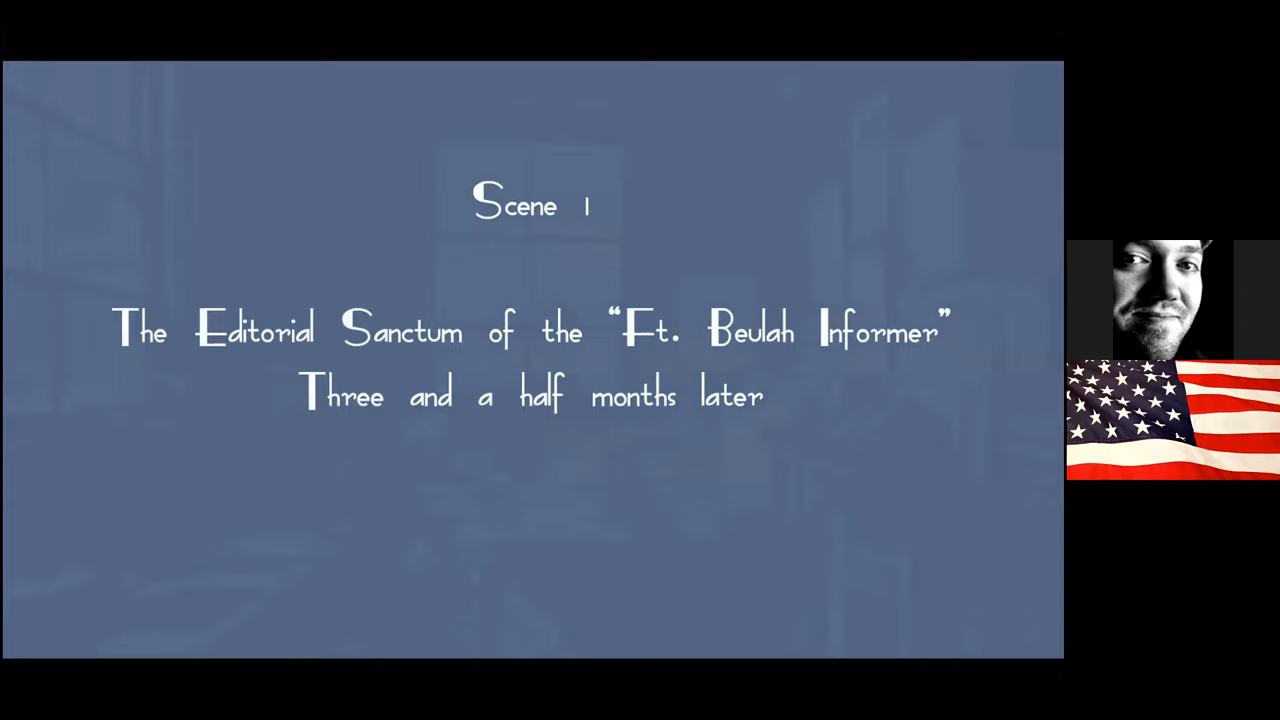 Scene 1
The Editorial Sanctum of the “Ft. Beulah Informer”
Three and a half months later